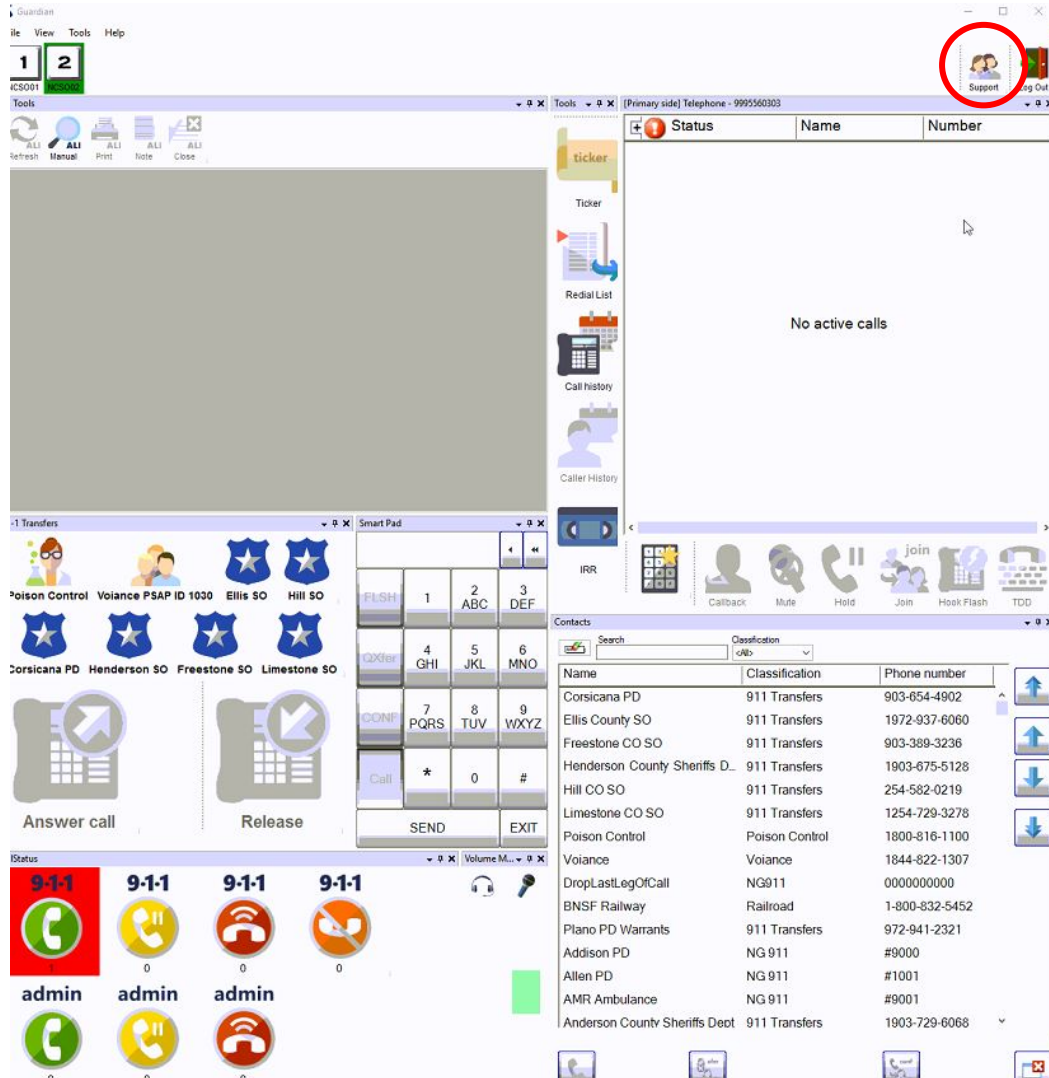 Guardian
ile View Tools Help
1 2
NCSO01 NCSO02
Support Log Out
Tools
Tools
[Primary side] Telephone - 9995560303
ALI ALI ALI ALI ALI
Refresh Manual Print Note Close
Status Name Number
No active calls
ticker
Ticker
Redial List
Call history
Caller History
IRR
join
Callback Mute Hold Join Hook Flash TDD
-1 Transfers
Poison Control Voiance PSAP ID 1030 Ellis SO Hill SO
Corsicana PD Henderson SO Freestone SO Limestone SO
Answer call Release
Smart Pad
FLSH 1 2 ABC 3 DEF
QXfer 4 GHI 5 JKL 6 MNO
CONF 7 PQRS 8 TUV 9 WXYZ
Call * 0 #
SEND EXIT
Contacts
Search Classification
<All>
Name Classification Phone number
Corsicana PD 911 Transfers 903-654-4902
Ellis County SO 911 Transfers 1972-937-6060
Freestone CO SO 911 Transfers 903-389-3236
Henderson County Sheriffs D... 911 Transfers 1903-675-5128
Hill CO SO 911 Transfers 254-582-0219
Limestone CO SO 911 Transfers 1254-729-3278
Poison Control Poison Control 1800-816-1100
Voiance Voiance 1844-822-1307
DropLastLegOfCall NG911 0000000000
BNSF Railway Railroad 1-800-832-5452
Plano PD Warrants 911 Transfers 972-941-2321
Addison PD NG 911 #9000
Allen PD NG 911 #1001
AMR Ambulance NG 911 #9001
Anderson County Sheriffs Dept 911 Transfers 1903-729-6068
lStatus
Volume M...
9-1-1 9-1-1 9-1-1 9-1-1
1 0 0 0
admin admin admin
0 0 0